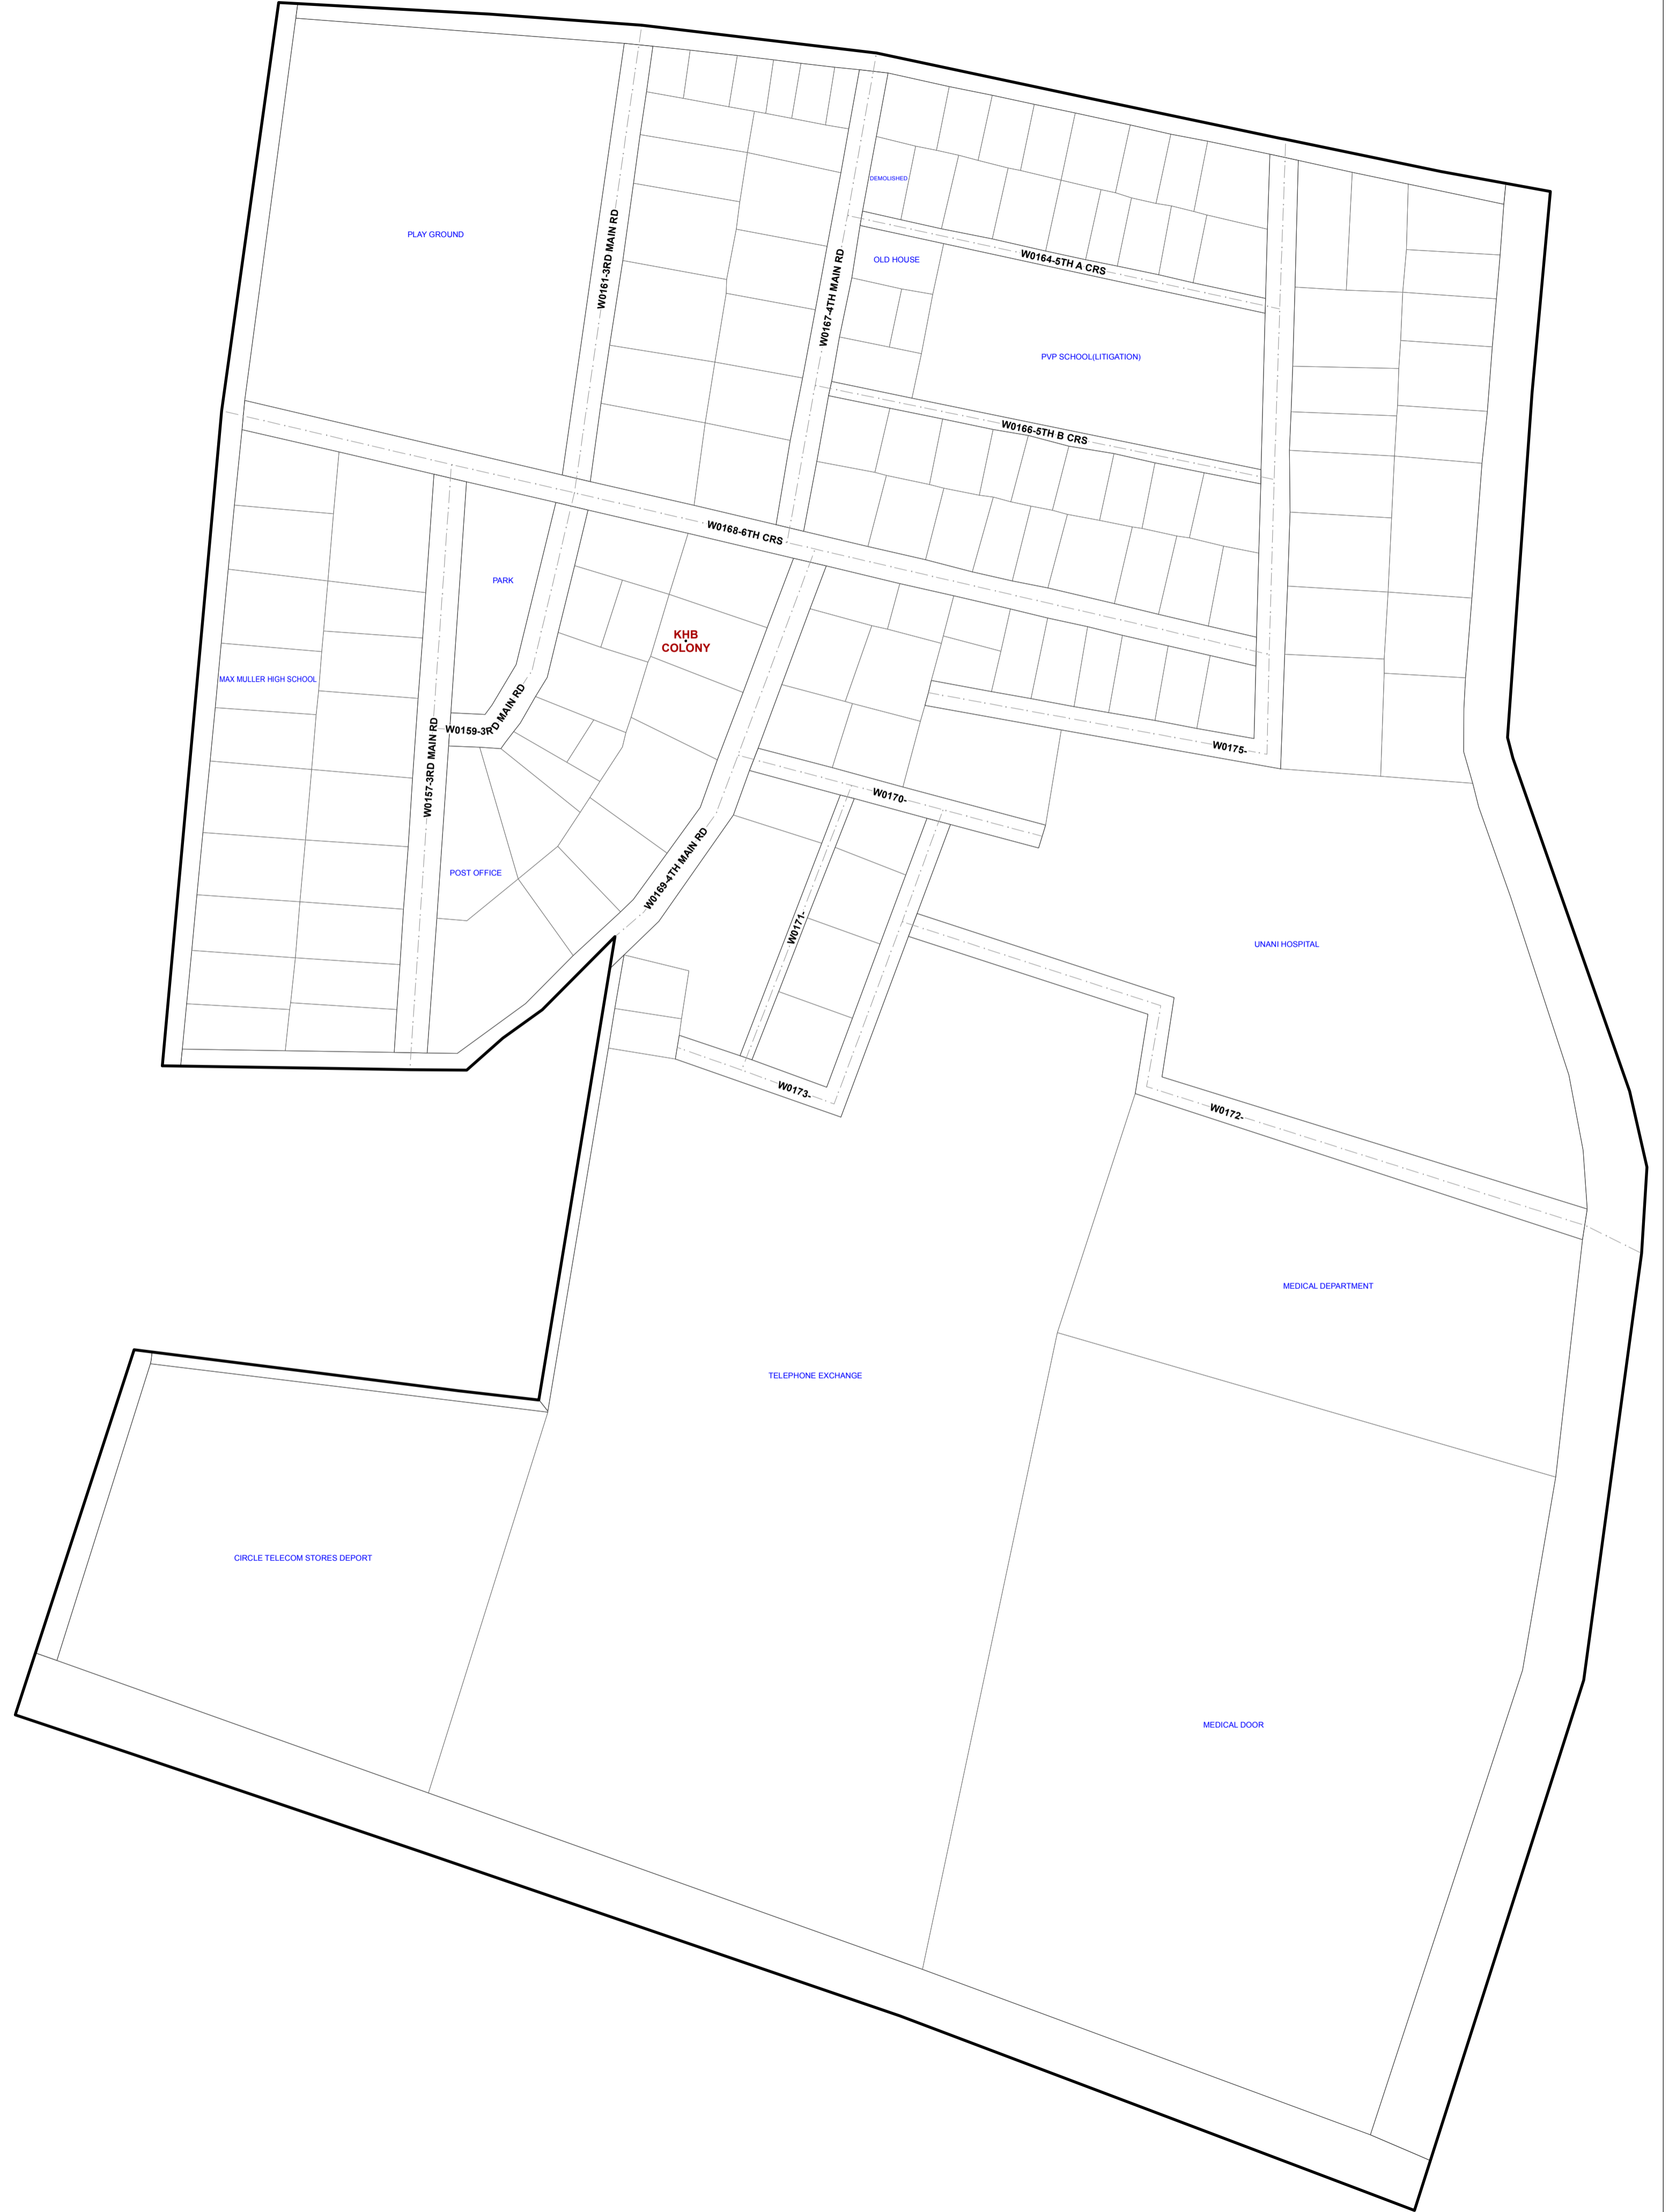 PLAY GROUND
W0161-3RD MAIN RD
DEMOLISHED
W0167-4TH MAIN RD
OLD HOUSE
W0164-5TH A CRS
PVP SCHOOL(LITIGATION)
W0166-5TH B CRS
W0168-6TH CRS
PARK
KHB
COLONY
MAX MULLER HIGH SCHOOL
W0157-3RD MAIN RD
W0159-3RD MAIN RD
W0175-
W0170-
POST OFFICE
W0169-4TH MAIN RD
W0171-
UNANI HOSPITAL
W0173-
W0172-
MEDICAL DEPARTMENT
TELEPHONE EXCHANGE
CIRCLE TELECOM STORES DEPORT
MEDICAL DOOR